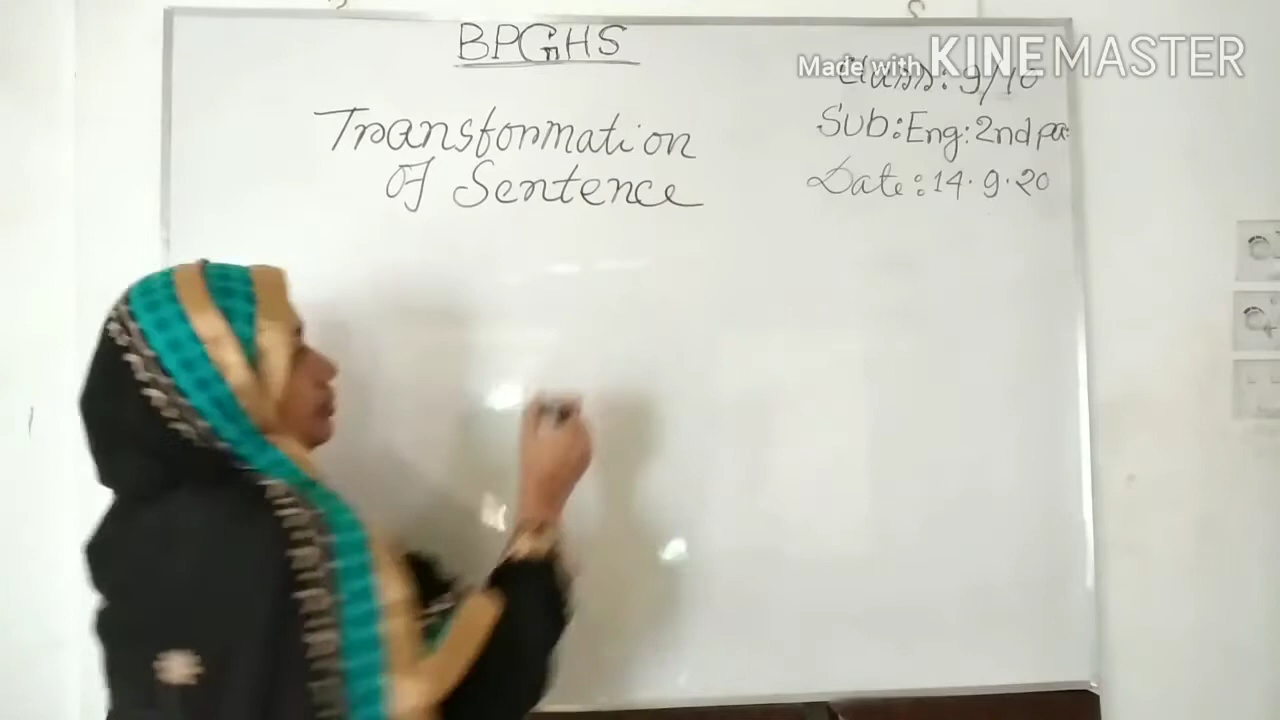 BPGHS
Made with KINEMASTER
Class: 9/10
Transformation
Of Sentence
Sub: Eng: 2nd pa
Date: 14.9.20